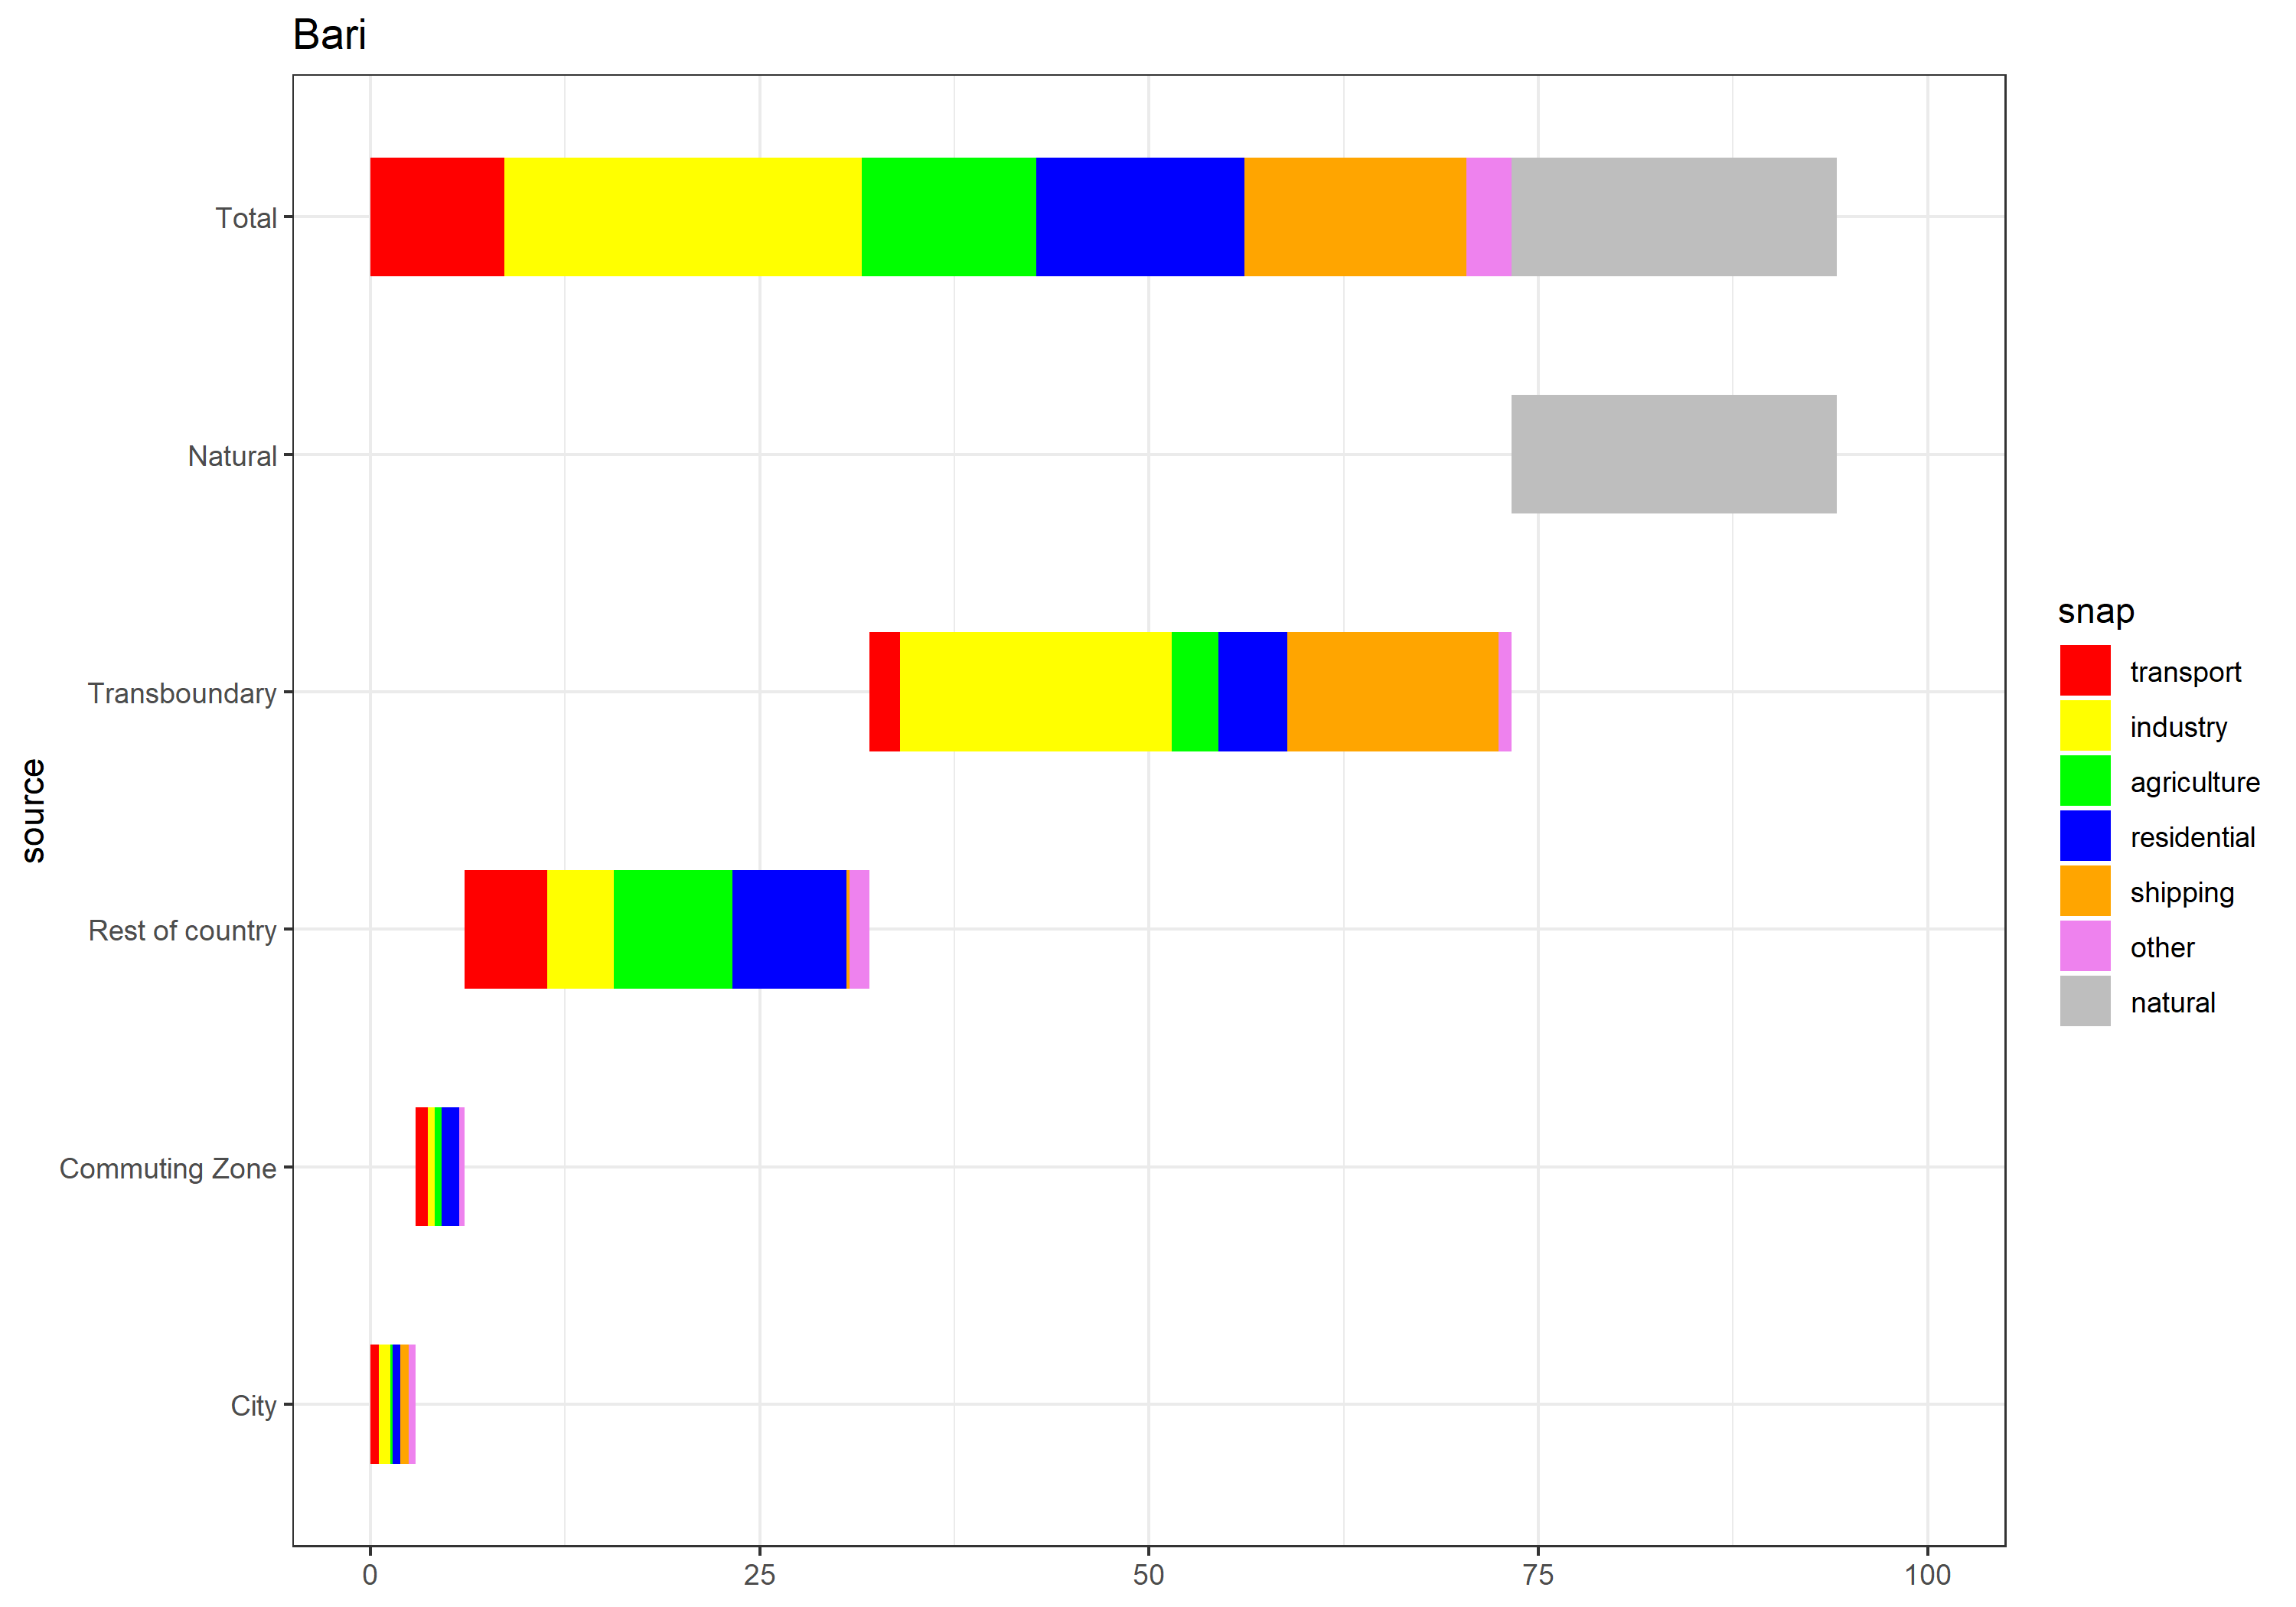 Bari
Total
Natural
Transboundary
Rest of country
Commuting Zone
City
source
0 25 50 75 100
snap
transport
industry
agriculture
residential
shipping
other
natural